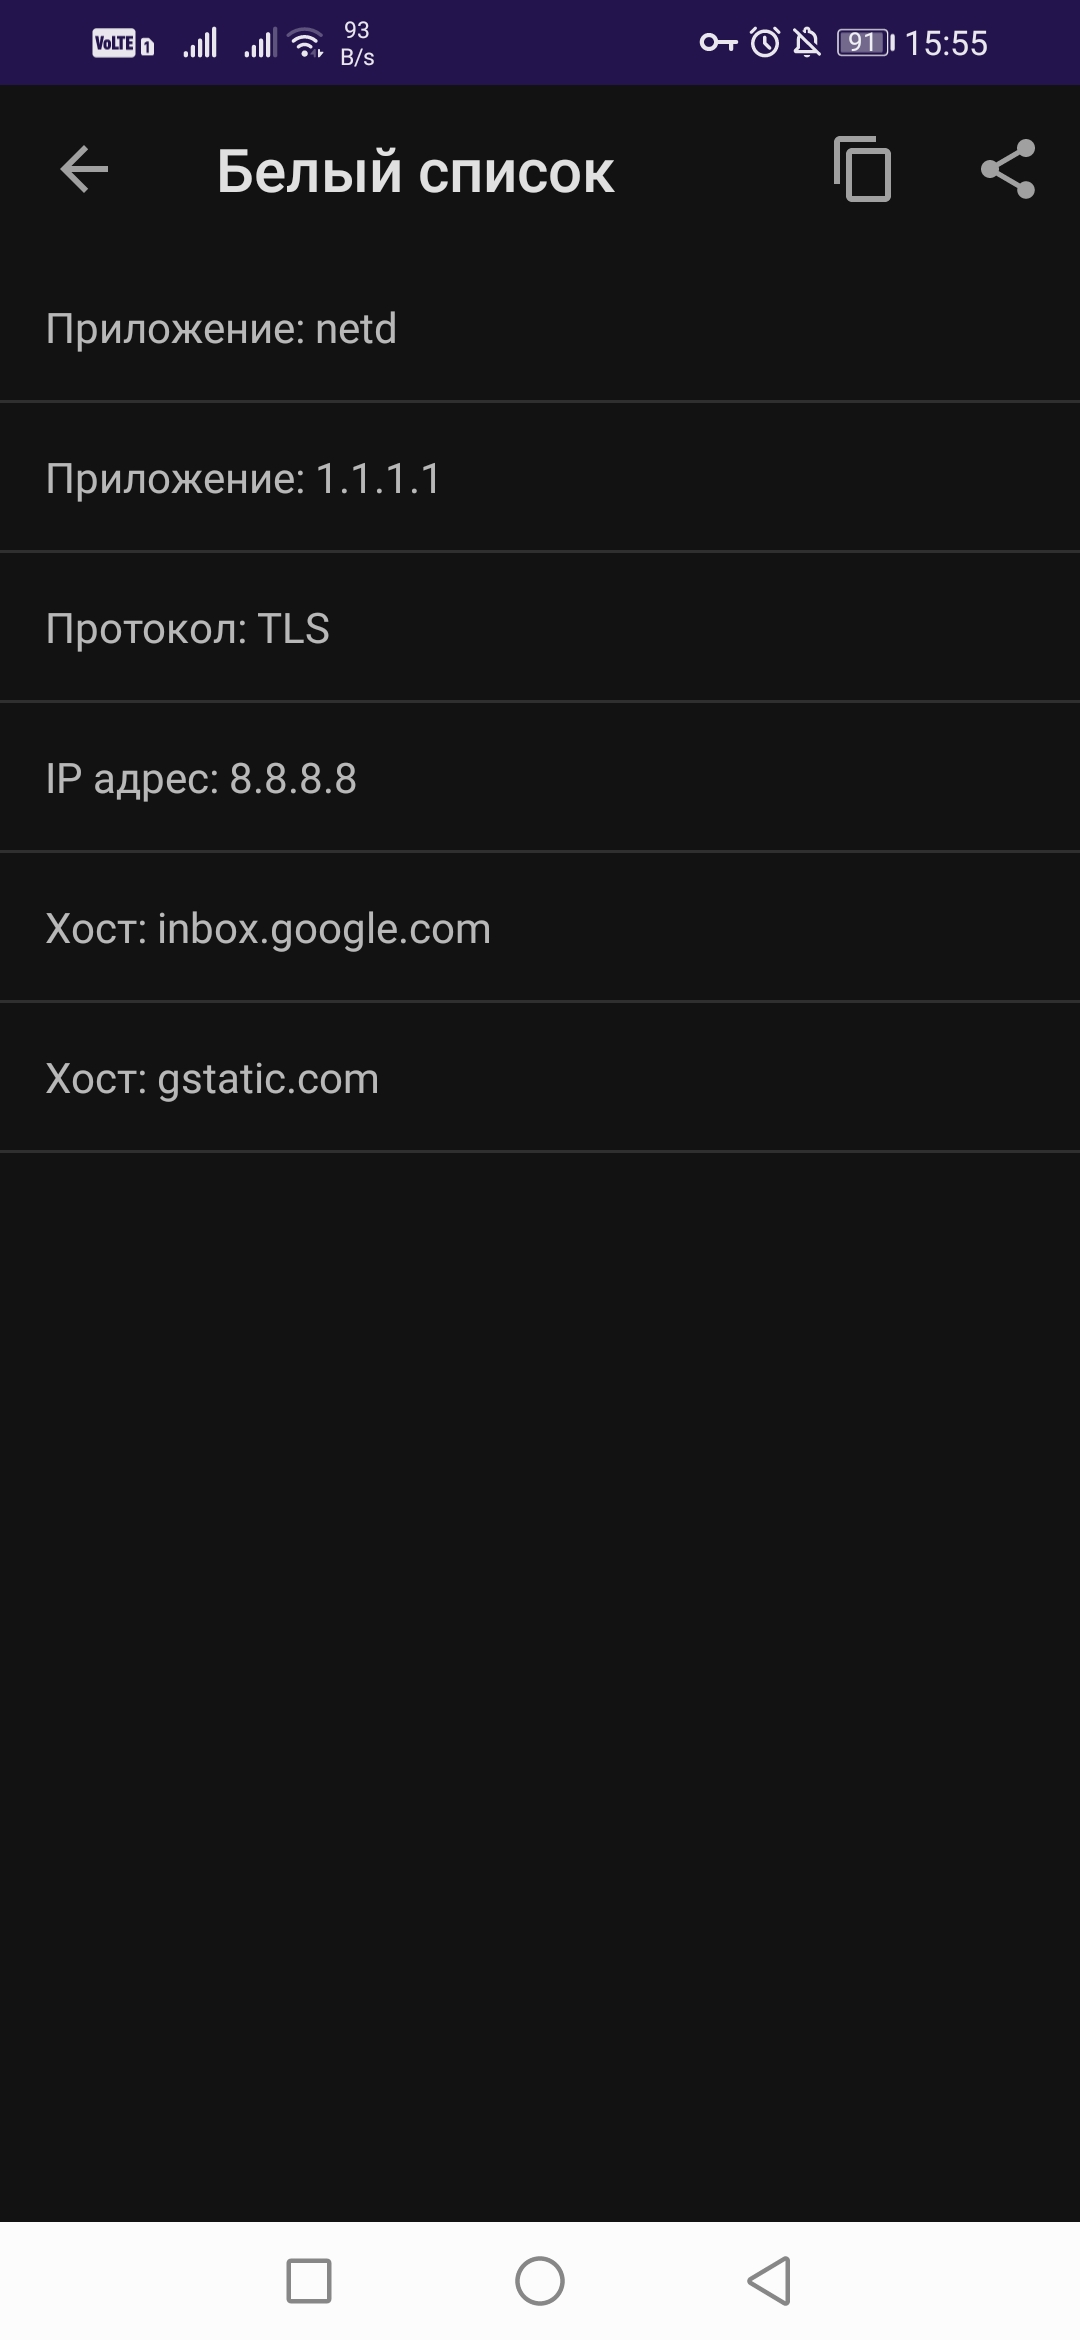 VoLTE 1 93 B/s 91 15:55
Белый список
Приложение: netd
Приложение: 1.1.1.1
Протокол: TLS
IP адрес: 8.8.8.8
Хост: inbox.google.com
Хост: gstatic.com